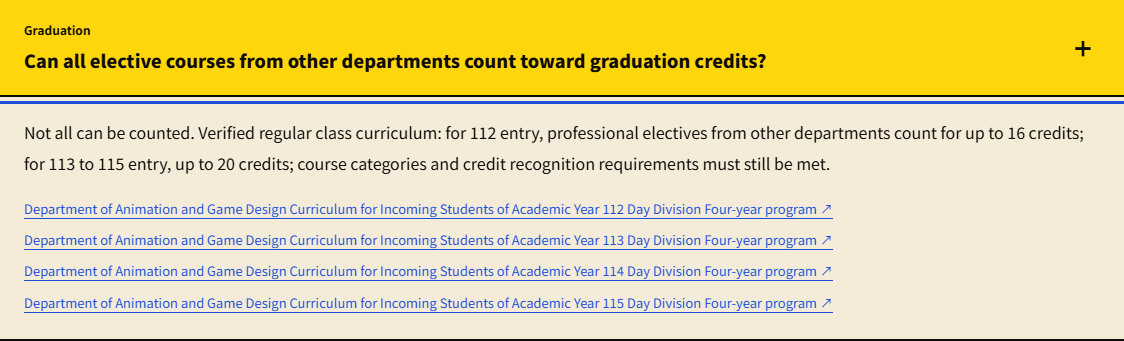 Graduation
Can all elective courses from other departments count toward graduation credits?
+
Not all can be counted. Verified regular class curriculum: for 112 entry, professional electives from other departments count for up to 16 credits;
for 113 to 115 entry, up to 20 credits; course categories and credit recognition requirements must still be met.
Department of Animation and Game Design Curriculum for Incoming Students of Academic Year 112 Day Division Four-year program ↗
Department of Animation and Game Design Curriculum for Incoming Students of Academic Year 113 Day Division Four-year program ↗
Department of Animation and Game Design Curriculum for Incoming Students of Academic Year 114 Day Division Four-year program ↗
Department of Animation and Game Design Curriculum for Incoming Students of Academic Year 115 Day Division Four-year program ↗